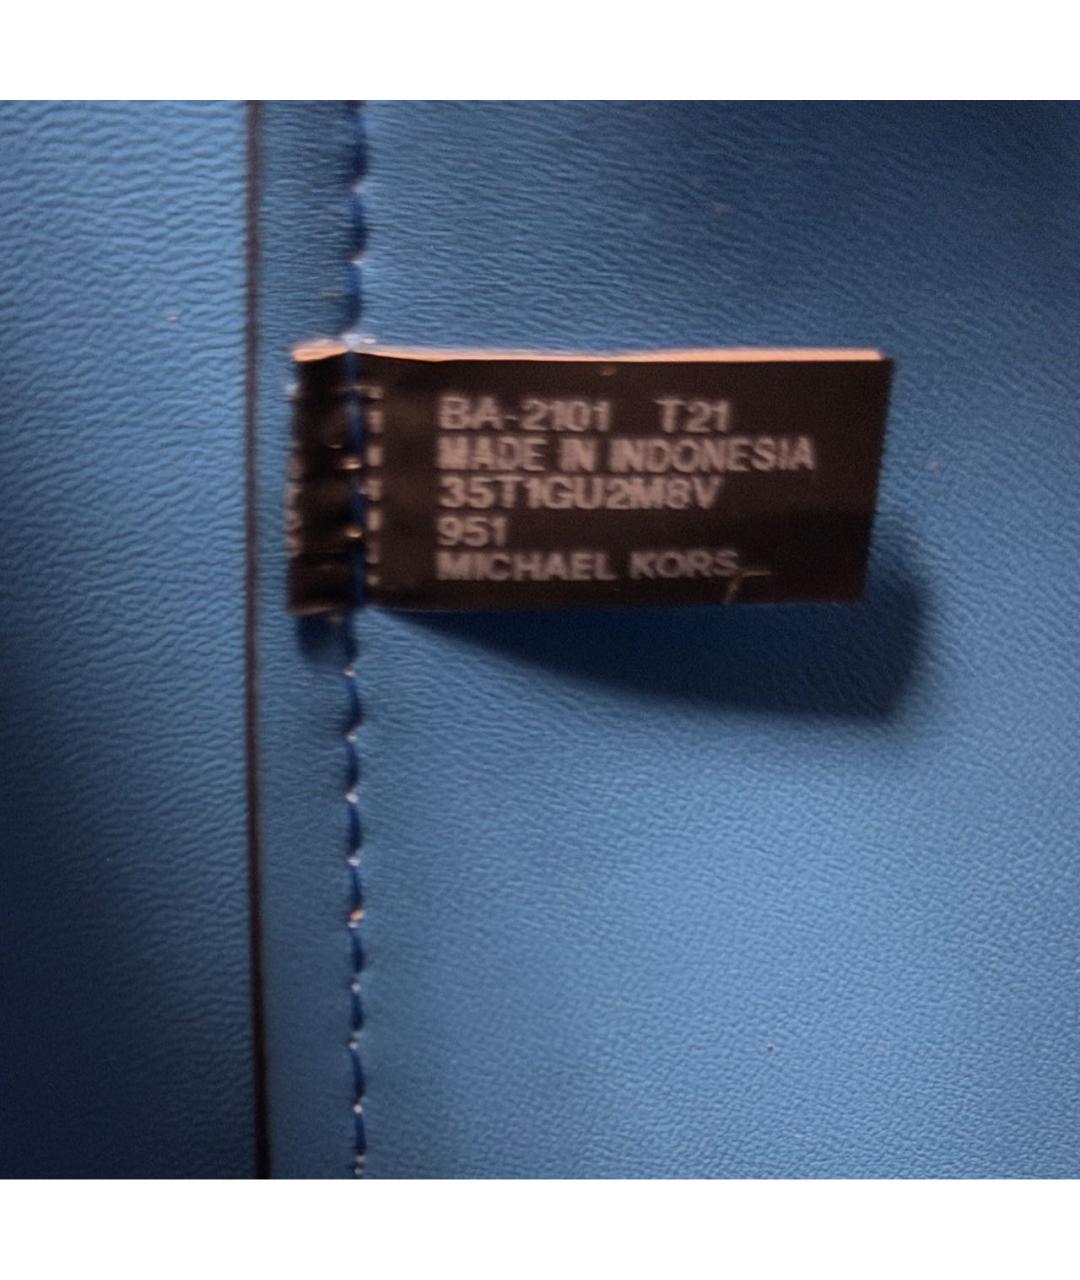 BA-2101 T21
MADE IN INDONESIA
35T1GU2M8V
951
MICHAEL KORS